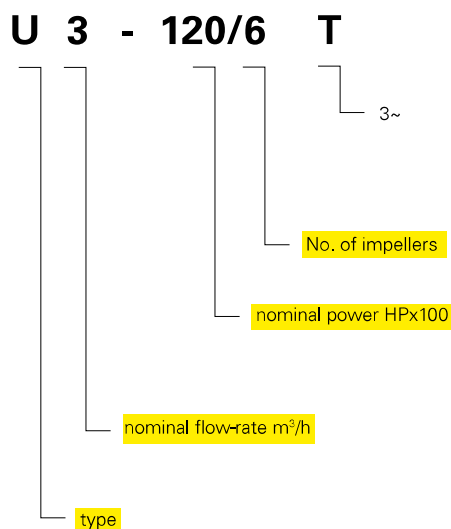 U 3 - 120/6 T
3~
No. of impellers
nominal power HPx100
nominal flow-rate m³/h
type